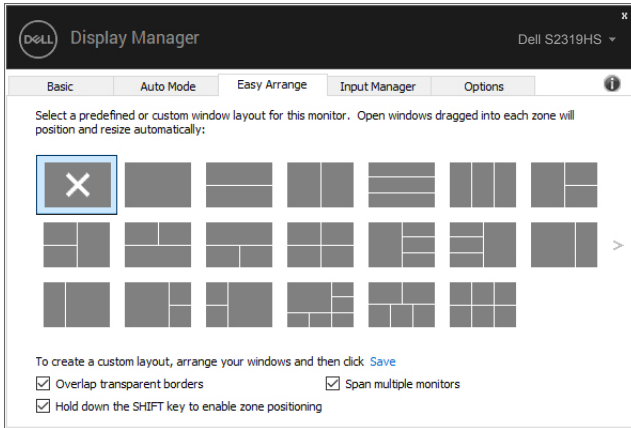 x
DELL Display Manager Dell S2319HS
Basic Auto Mode Easy Arrange Input Manager Options i
Select a predefined or custom window layout for this monitor. Open windows dragged into each zone will
position and resize automatically:
>
To create a custom layout, arrange your windows and then click Save
Overlap transparent borders Span multiple monitors
Hold down the SHIFT key to enable zone positioning